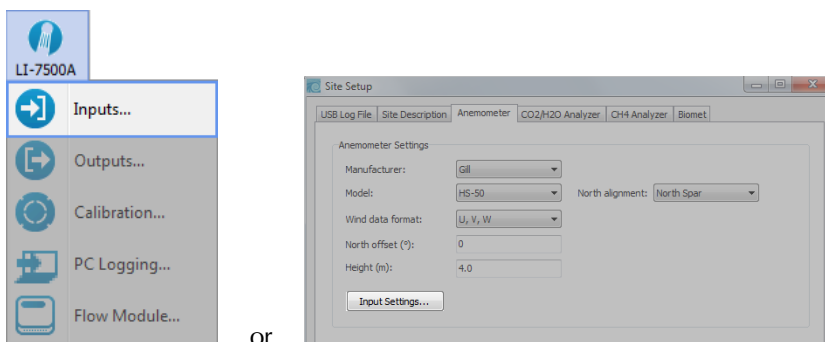 LI-7500A
Inputs...
Outputs...
Calibration...
PC Logging...
Flow Module...
or
Site Setup
USB Log File Site Description Anemometer CO2/H2O Analyzer CH4 Analyzer Biomet
Anemometer Settings
Manufacturer: Gill
Model: HS-50 North alignment: North Spar
Wind data format: U, V, W
North offset (°): 0
Height (m): 4.0
Input Settings...